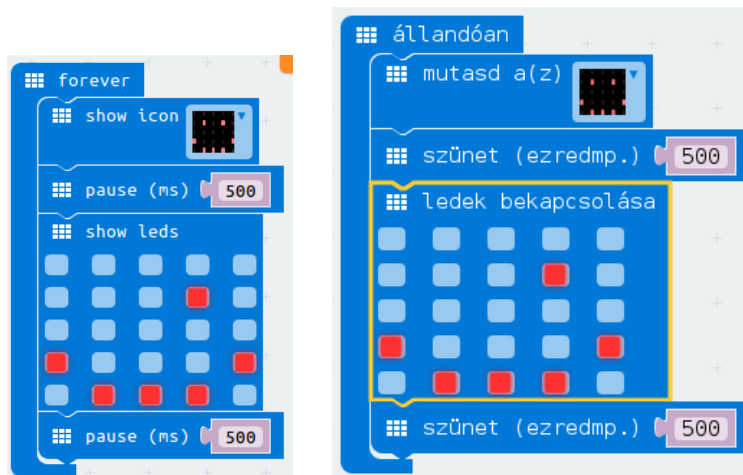 forever
show icon
pause (ms) 500
show leds
pause (ms) 500
állandóan
mutasd a(z)
szünet (ezredmp.) 500
ledek bekapcsolása
szünet (ezredmp.) 500